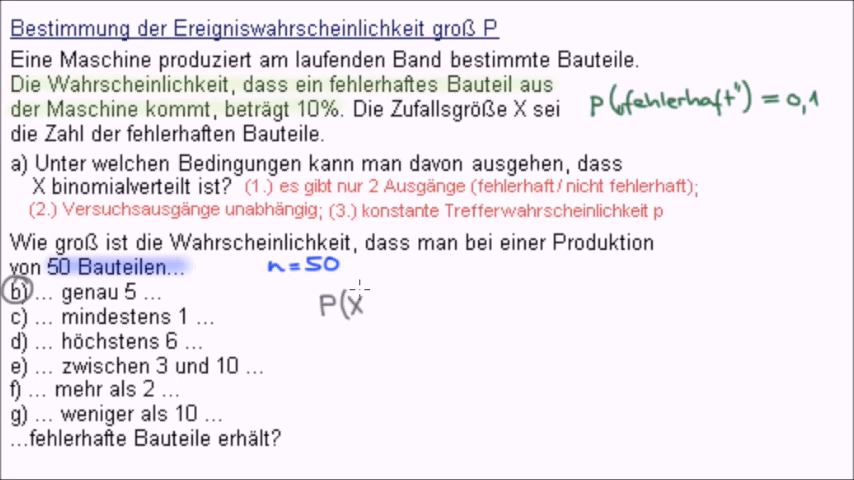 Bestimmung der Ereigniswahrscheinlichkeit groß P
Eine Maschine produziert am laufenden Band bestimmte Bauteile.
Die Wahrscheinlichkeit, dass ein fehlerhaftes Bauteil aus
der Maschine kommt, beträgt 10%. Die Zufallsgröße X sei
die Zahl der fehlerhaften Bauteile.
p(„fehlerhaft") = 0,1
a) Unter welchen Bedingungen kann man davon ausgehen, dass
X binomialverteilt ist? (1.) es gibt nur 2 Ausgänge (fehlerhaft/ nicht fehlerhaft);
(2.) Versuchsausgänge unabhängig; (3.) konstante Trefferwahrscheinlichkeit p
Wie groß ist die Wahrscheinlichkeit, dass man bei einer Produktion
von 50 Bauteilen... n = 50
b) ... genau 5 ... P(X
c) ... mindestens 1 ...
d) ... höchstens 6 ...
e) ... zwischen 3 und 10 ...
f) ... mehr als 2 ...
g) ... weniger als 10 ...
...fehlerhafte Bauteile erhält?